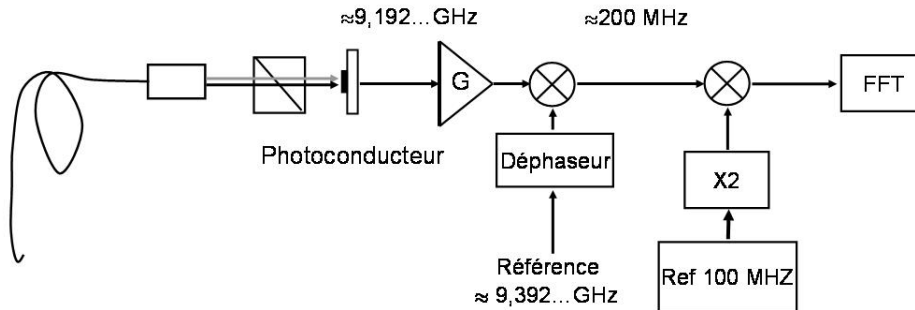 ≈9,192... GHz
≈200 MHz
G
FFT
Photoconducteur
Déphaseur
X2
Référence
≈ 9,392... GHz
Ref 100 MHZ